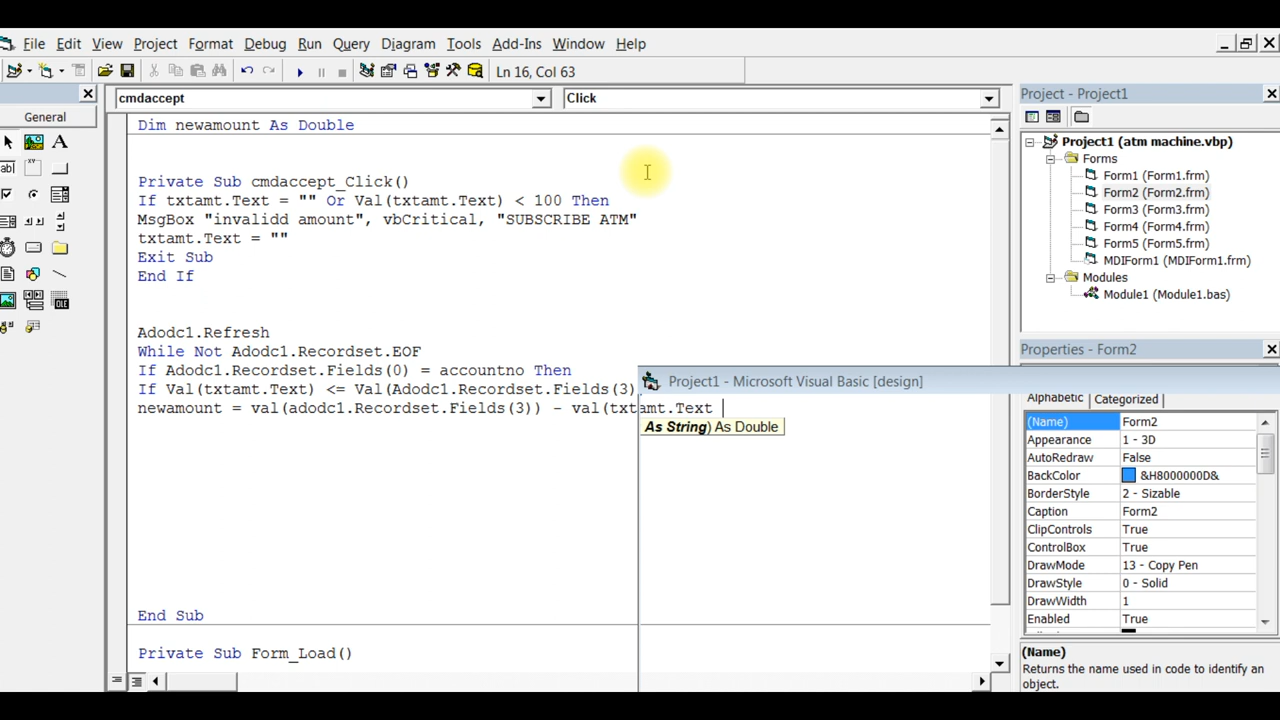 File Edit View Project Format Debug Run Query Diagram Tools Add-Ins Window Help
Ln 16, Col 63
General
cmdaccept
Click
Dim newamount As Double
Private Sub cmdaccept_Click()
If txtamt.Text = "" Or Val(txtamt.Text) < 100 Then
MsgBox "invalidd amount", vbCritical, "SUBSCRIBE ATM"
txtamt.Text = ""
Exit Sub
End If
Adodc1.Refresh
While Not Adodc1.Recordset.EOF
If Adodc1.Recordset.Fields(0) = accountno Then
If Val(txtamt.Text) <= Val(Adodc1.Recordset.Fields(3)
newamount = val(adodc1.Recordset.Fields(3)) - val(txtamt.Text
As String) As Double
End Sub
Private Sub Form_Load()
Project1 - Microsoft Visual Basic [design]
Project - Project1
Project1 (atm machine.vbp)
Forms
Form1 (Form1.frm)
Form2 (Form2.frm)
Form3 (Form3.frm)
Form4 (Form4.frm)
Form5 (Form5.frm)
MDIForm1 (MDIForm1.frm)
Modules
Module1 (Module1.bas)
Properties - Form2
Alphabetic Categorized
(Name) Form2
Appearance 1 - 3D
AutoRedraw False
BackColor &H8000000D&
BorderStyle 2 - Sizable
Caption Form2
ClipControls True
ControlBox True
DrawMode 13 - Copy Pen
DrawStyle 0 - Solid
DrawWidth 1
Enabled True
(Name)
Returns the name used in code to identify an
object.